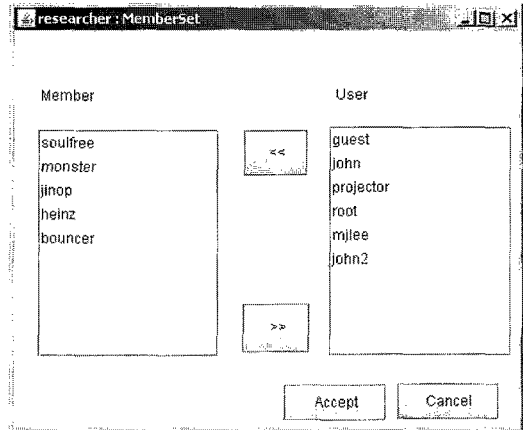 researcher : MemberSet
Member
User
soulfree
monster
jinop
heinz
bouncer
<<
>>
guest
john
projector
root
mjlee
john2
Accept
Cancel